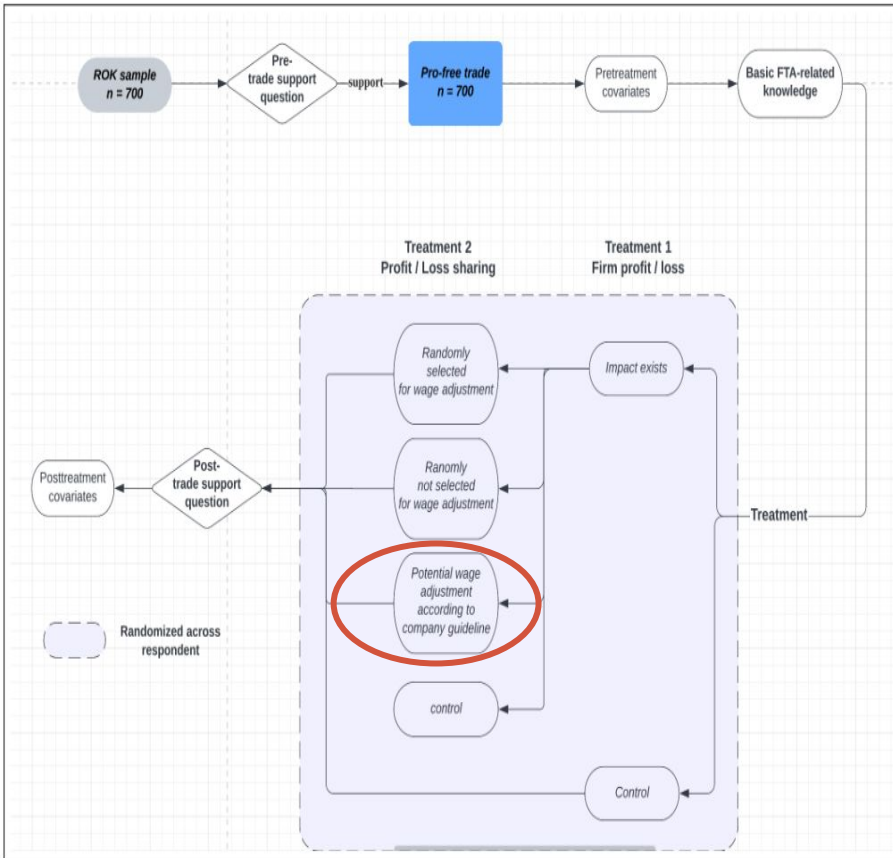 ROK sample
n = 700
Pre-
trade support
question
support
Pro-free trade
n = 700
Pretreatment
covariates
Basic FTA-related
knowledge
Treatment 2
Profit / Loss sharing
Treatment 1
Firm profit / loss
Randomly
selected
for wage adjustment
Impact exists
Ranomly
not selected
for wage adjustment
Post-
trade support
question
Posttreatment
covariates
Treatment
Potential wage
adjustment
according to
company guideline
Randomized across
respondent
control
Control